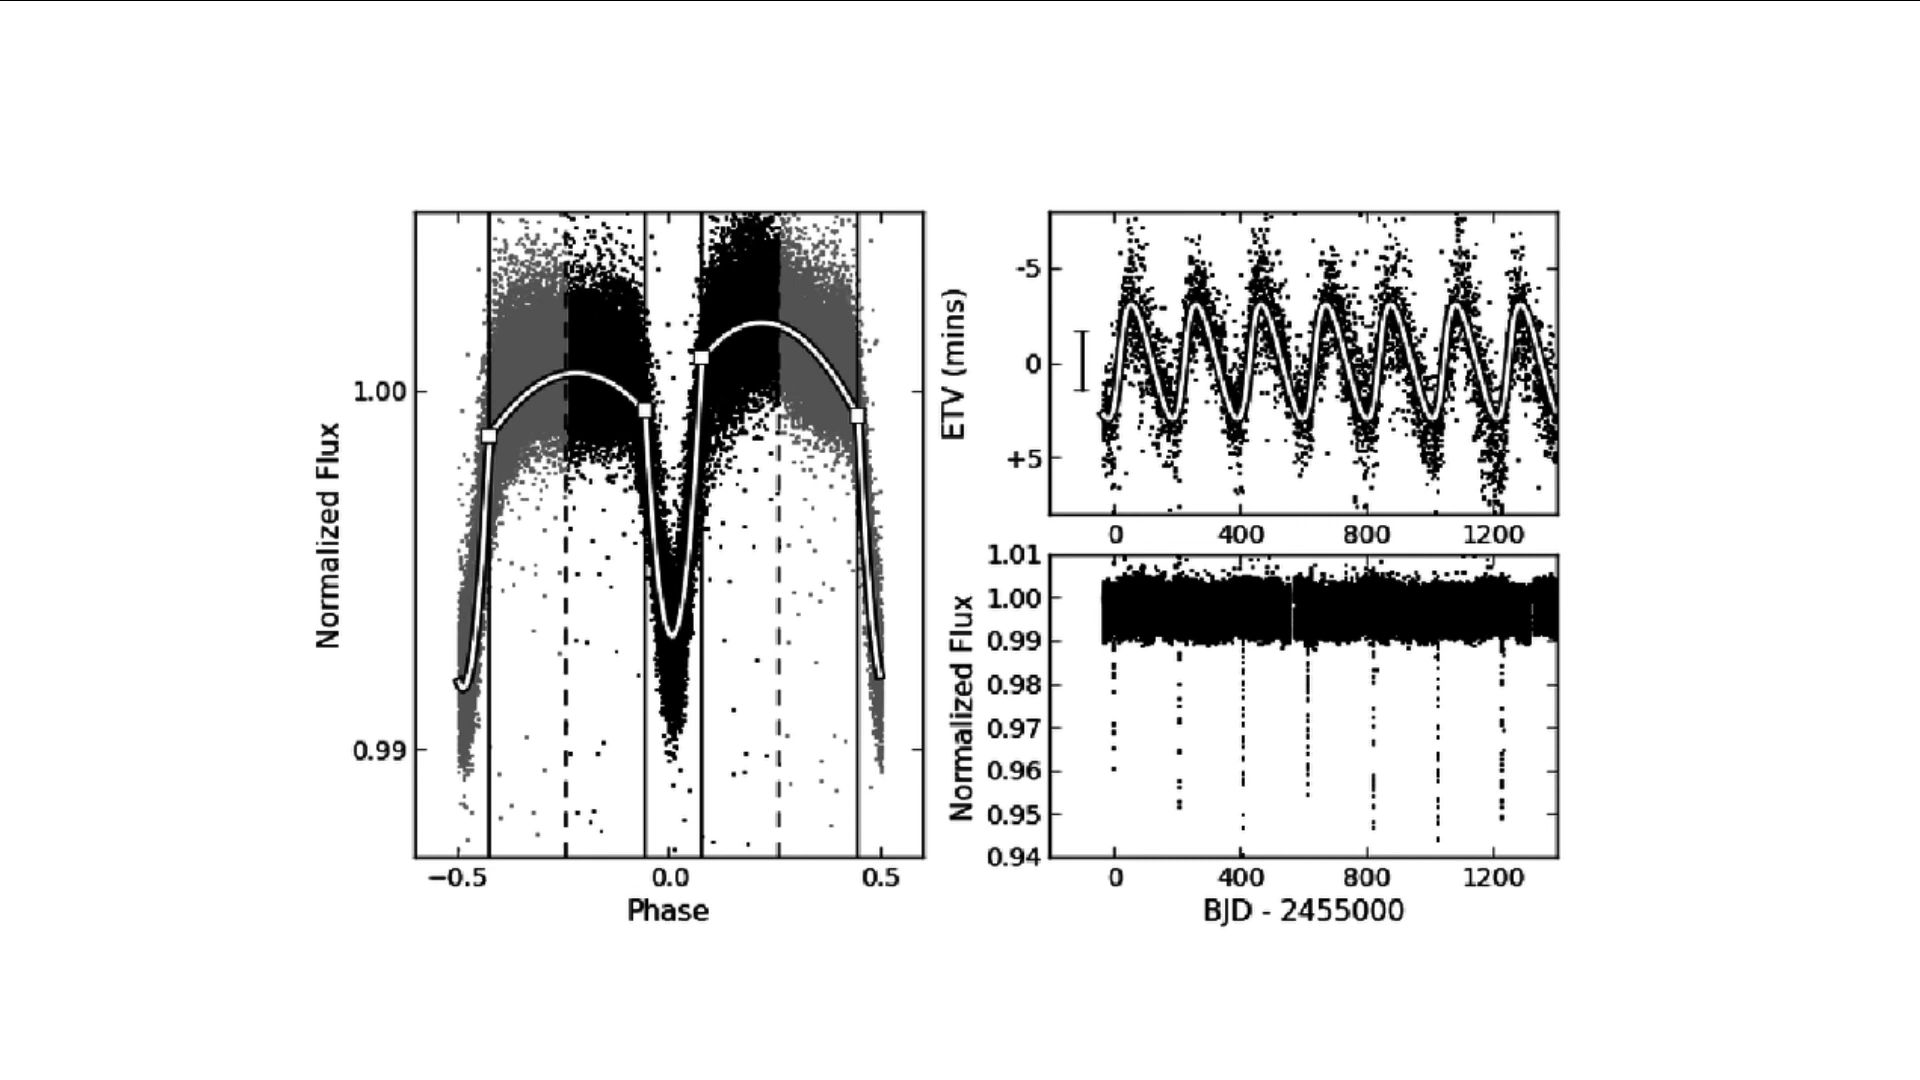 Normalized Flux
1.00
0.99
−0.5 0.0 0.5
Phase
ETV (mins)
-5
0
+5
0 400 800 1200
Normalized Flux
1.01
1.00
0.99
0.98
0.97
0.96
0.95
0.94
0 400 800 1200
BJD - 2455000